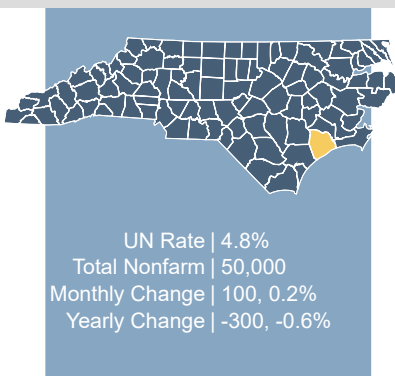 UN Rate | 4.8%
Total Nonfarm | 50,000
Monthly Change | 100, 0.2%
Yearly Change | -300, -0.6%